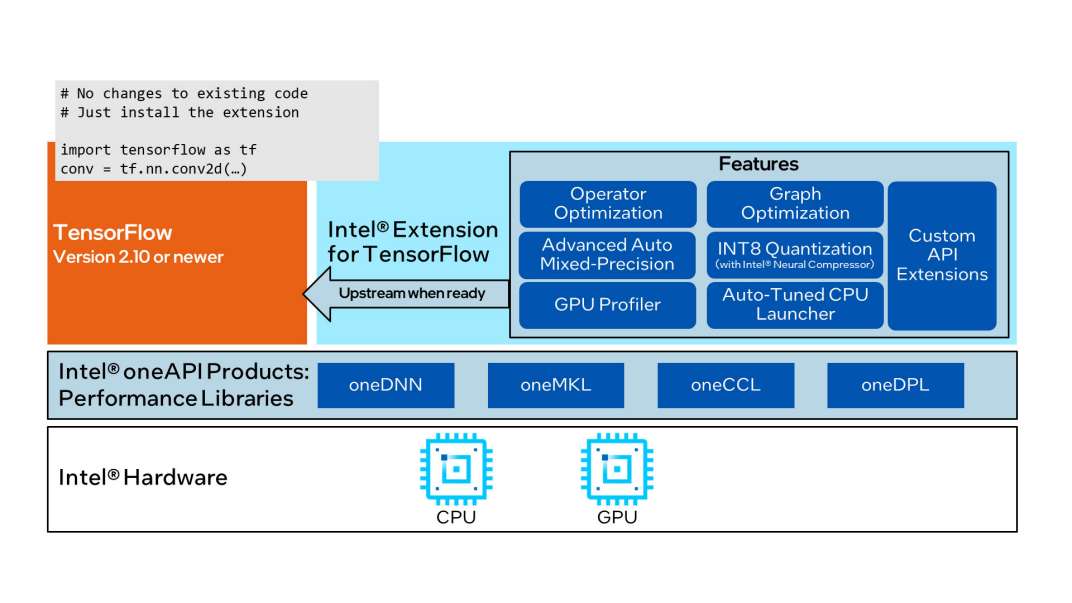 # No changes to existing code
# Just install the extension
import tensorflow as tf
conv = tf.nn.conv2d(…)
TensorFlow
Version 2.10 or newer
Intel® Extension
for TensorFlow
Upstream when ready
Features
Operator
Optimization
Graph
Optimization
Advanced Auto
Mixed-Precision
INT8 Quantization
(with Intel® Neural Compressor)
GPU Profiler
Auto-Tuned CPU
Launcher
Custom
API
Extensions
Intel® oneAPI Products:
Performance Libraries
oneDNN
oneMKL
oneCCL
oneDPL
Intel® Hardware
CPU
GPU